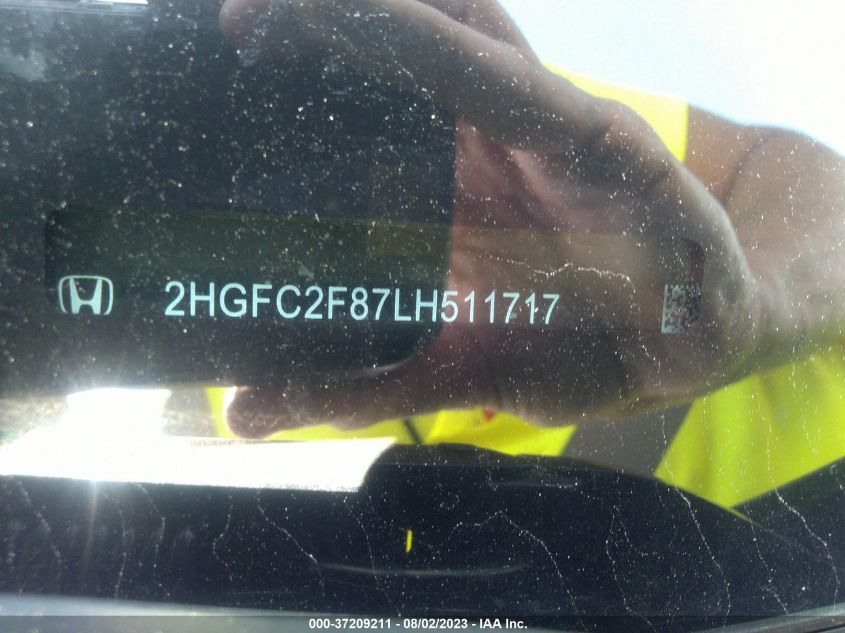 2HGFC2F87LH511717
000-37209211 - 08/02/2023 - IAA Inc.